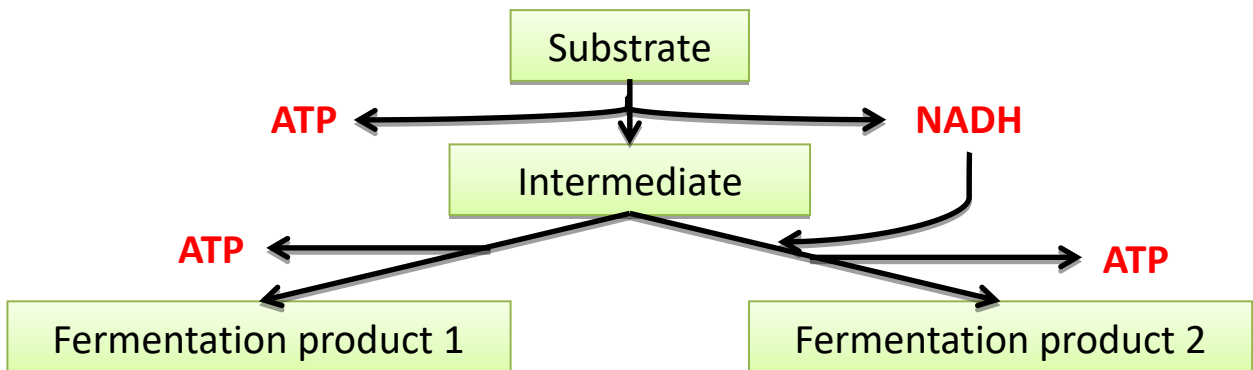 Substrate
ATP
NADH
Intermediate
ATP
ATP
Fermentation product 1
Fermentation product 2